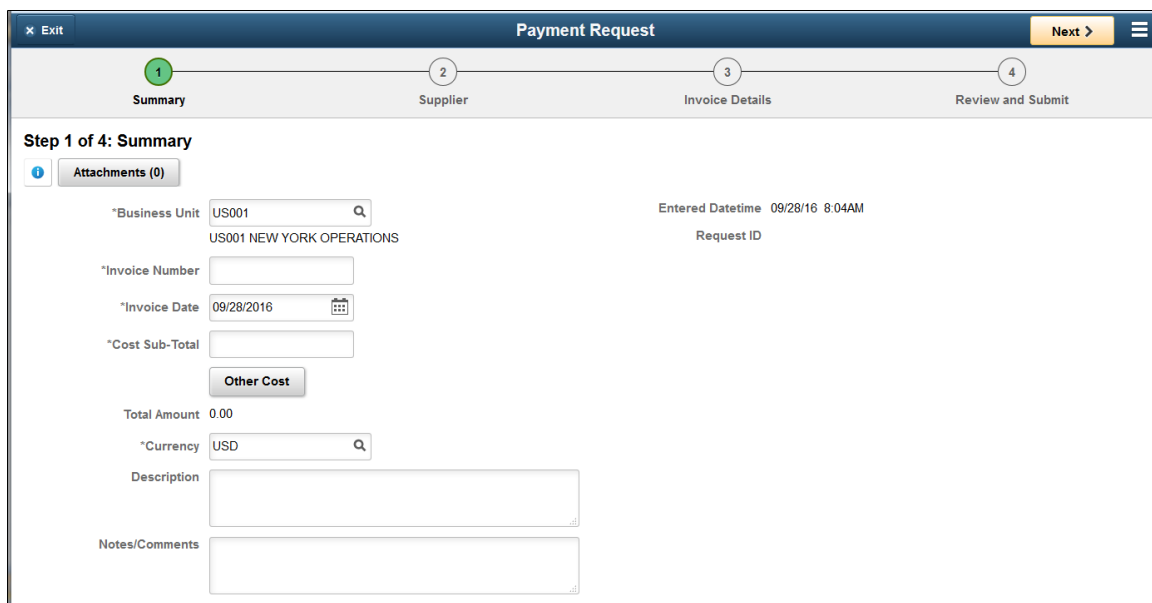 × Exit
Payment Request
Next >
1
2
3
4
Summary
Supplier
Invoice Details
Review and Submit
Step 1 of 4: Summary
Attachments (0)
*Business Unit US001
US001 NEW YORK OPERATIONS
Entered Datetime 09/28/16 8:04AM
Request ID
*Invoice Number
*Invoice Date 09/28/2016
*Cost Sub-Total
Other Cost
Total Amount 0.00
*Currency USD
Description
Notes/Comments